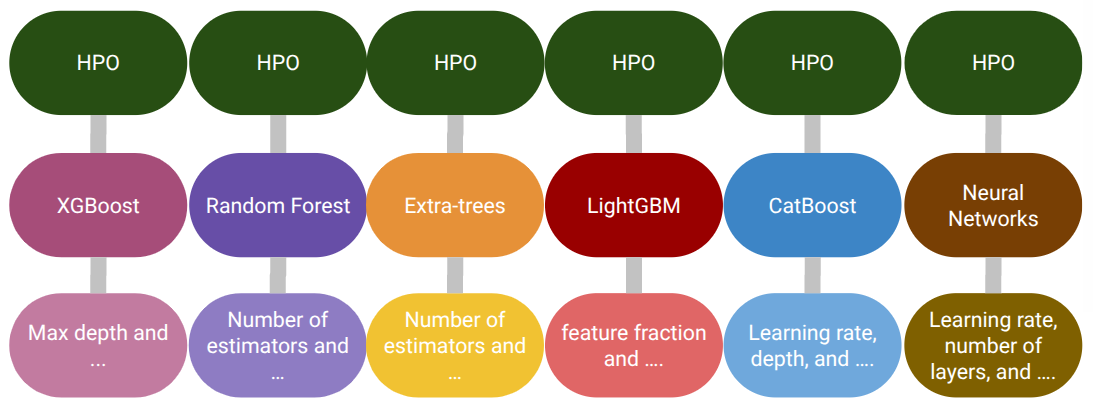 HPO
HPO
HPO
HPO
HPO
HPO
XGBoost
Random Forest
Extra-trees
LightGBM
CatBoost
Neural
Networks
Max depth and
...
Number of
estimators and
...
Number of
estimators and
...
feature fraction
and ....
Learning rate,
depth, and ....
Learning rate,
number of
layers, and ....